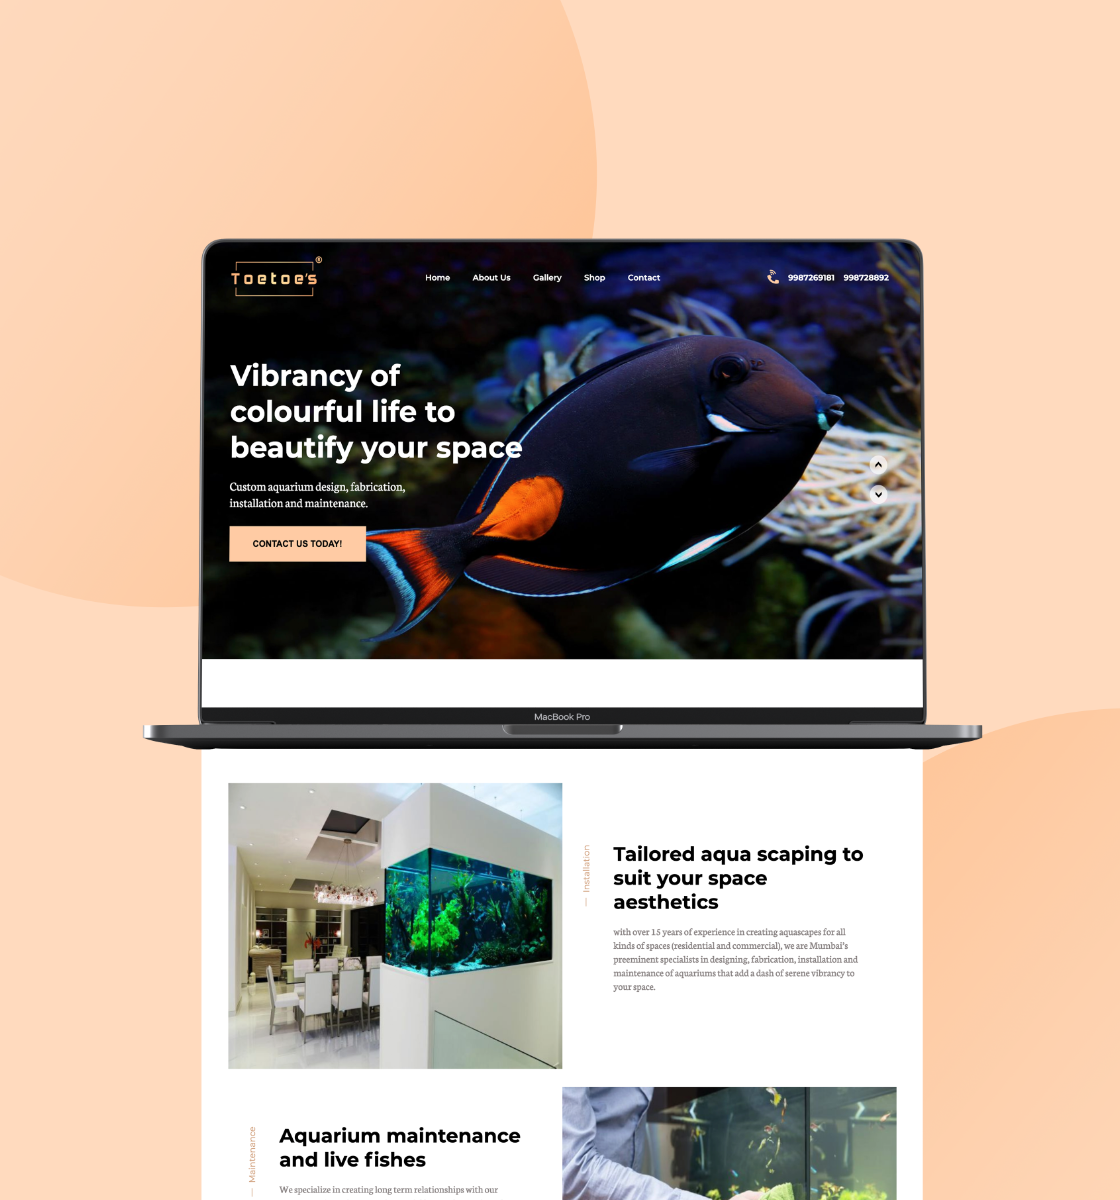 Toetoe's ®
Home About Us Gallery Shop Contact
9987269181 998728892
Vibrancy of
colourful life to
beautify your space
Custom aquarium design, fabrication,
installation and maintenance.
CONTACT US TODAY!
MacBook Pro
Installation
Tailored aqua scaping to
suit your space
aesthetics
with over 15 years of experience in creating aquascapes for all
kinds of spaces (residential and commercial), we are Mumbai's
preeminent specialists in designing, fabrication, installation and
maintenance of aquariums that add a dash of serene vibrancy to
your space.
Maintenance
Aquarium maintenance
and live fishes
We specialize in creating long term relationships with our